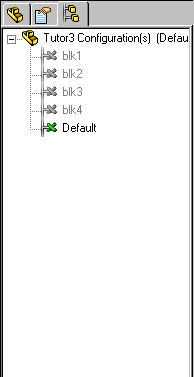 Tutor3 Configuration(s) (Defau
blk1
blk2
blk3
blk4
Default